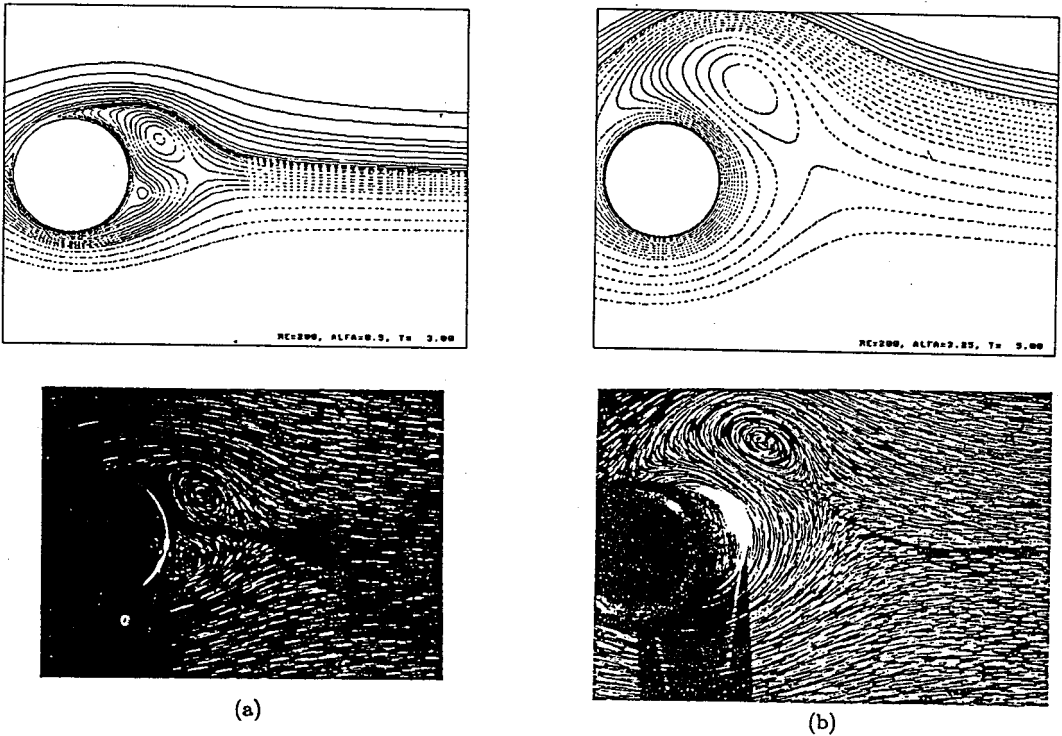 RE=200, ALFA=0.5, T= 3.00
RE=200, ALFA=3.25, T= 5.00
(a)
(b)